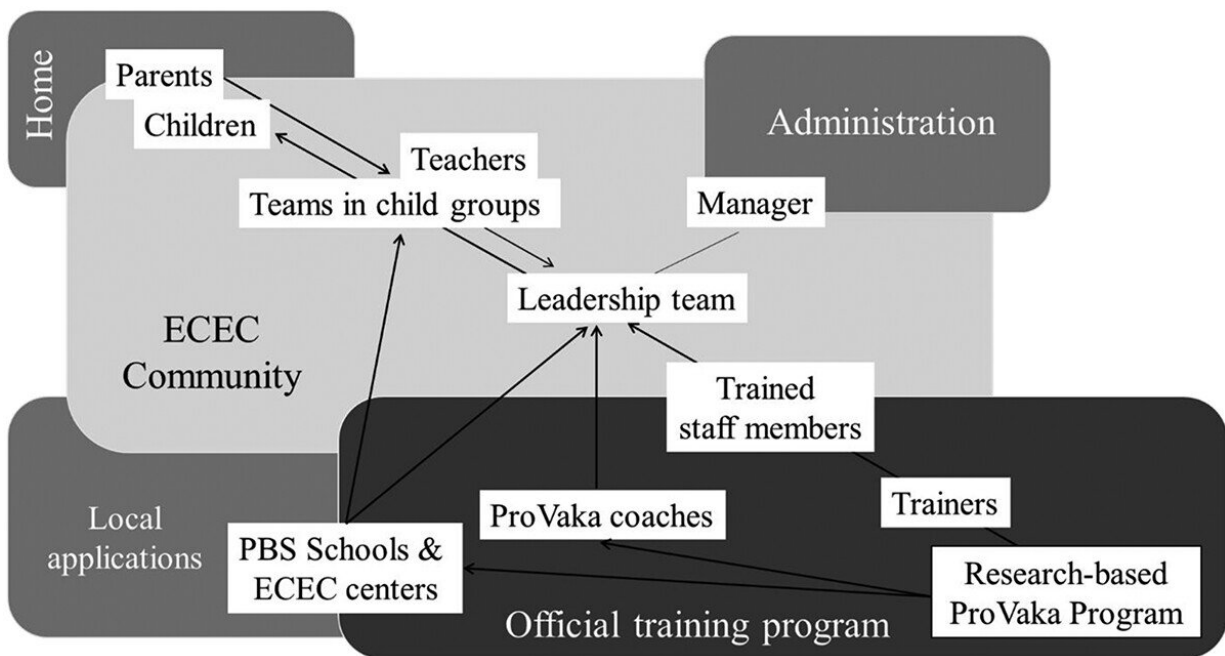 Home
Parents
Children
Administration
Teachers
Teams in child groups
Manager
Leadership team
ECEC
Community
Trained
staff members
Trainers
ProVaka coaches
Local
applications
PBS Schools &
ECEC centers
Research-based
ProVaka Program
Official training program